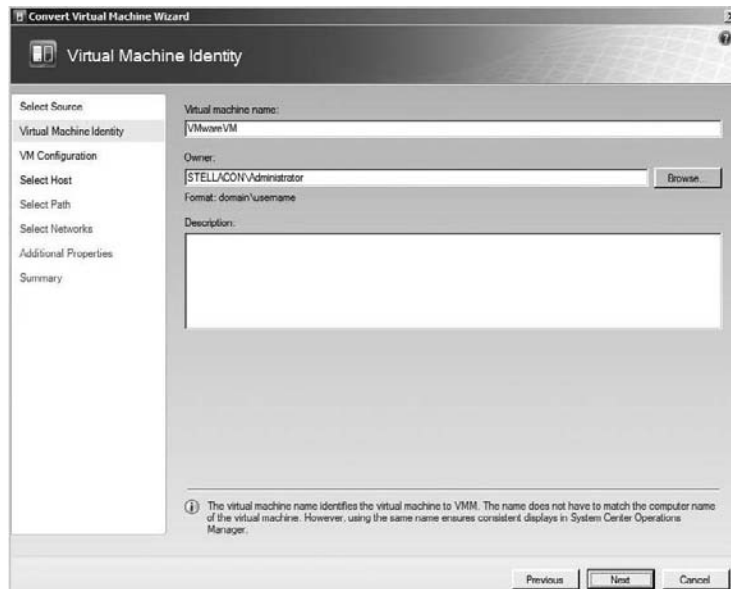 Convert Virtual Machine Wizard
Virtual Machine Identity
Select Source
Virtual Machine Identity
VM Configuration
Select Host
Select Path
Select Networks
Additional Properties
Summary
Virtual machine name:
VMwareVM
Owner:
STELLACON\Administrator
Browse...
Format: domain\username
Description:
The virtual machine name identifies the virtual machine to VMM. The name does not have to match the computer name
of the virtual machine. However, using the same name ensures consistent displays in System Center Operations
Manager.
Previous
Next
Cancel